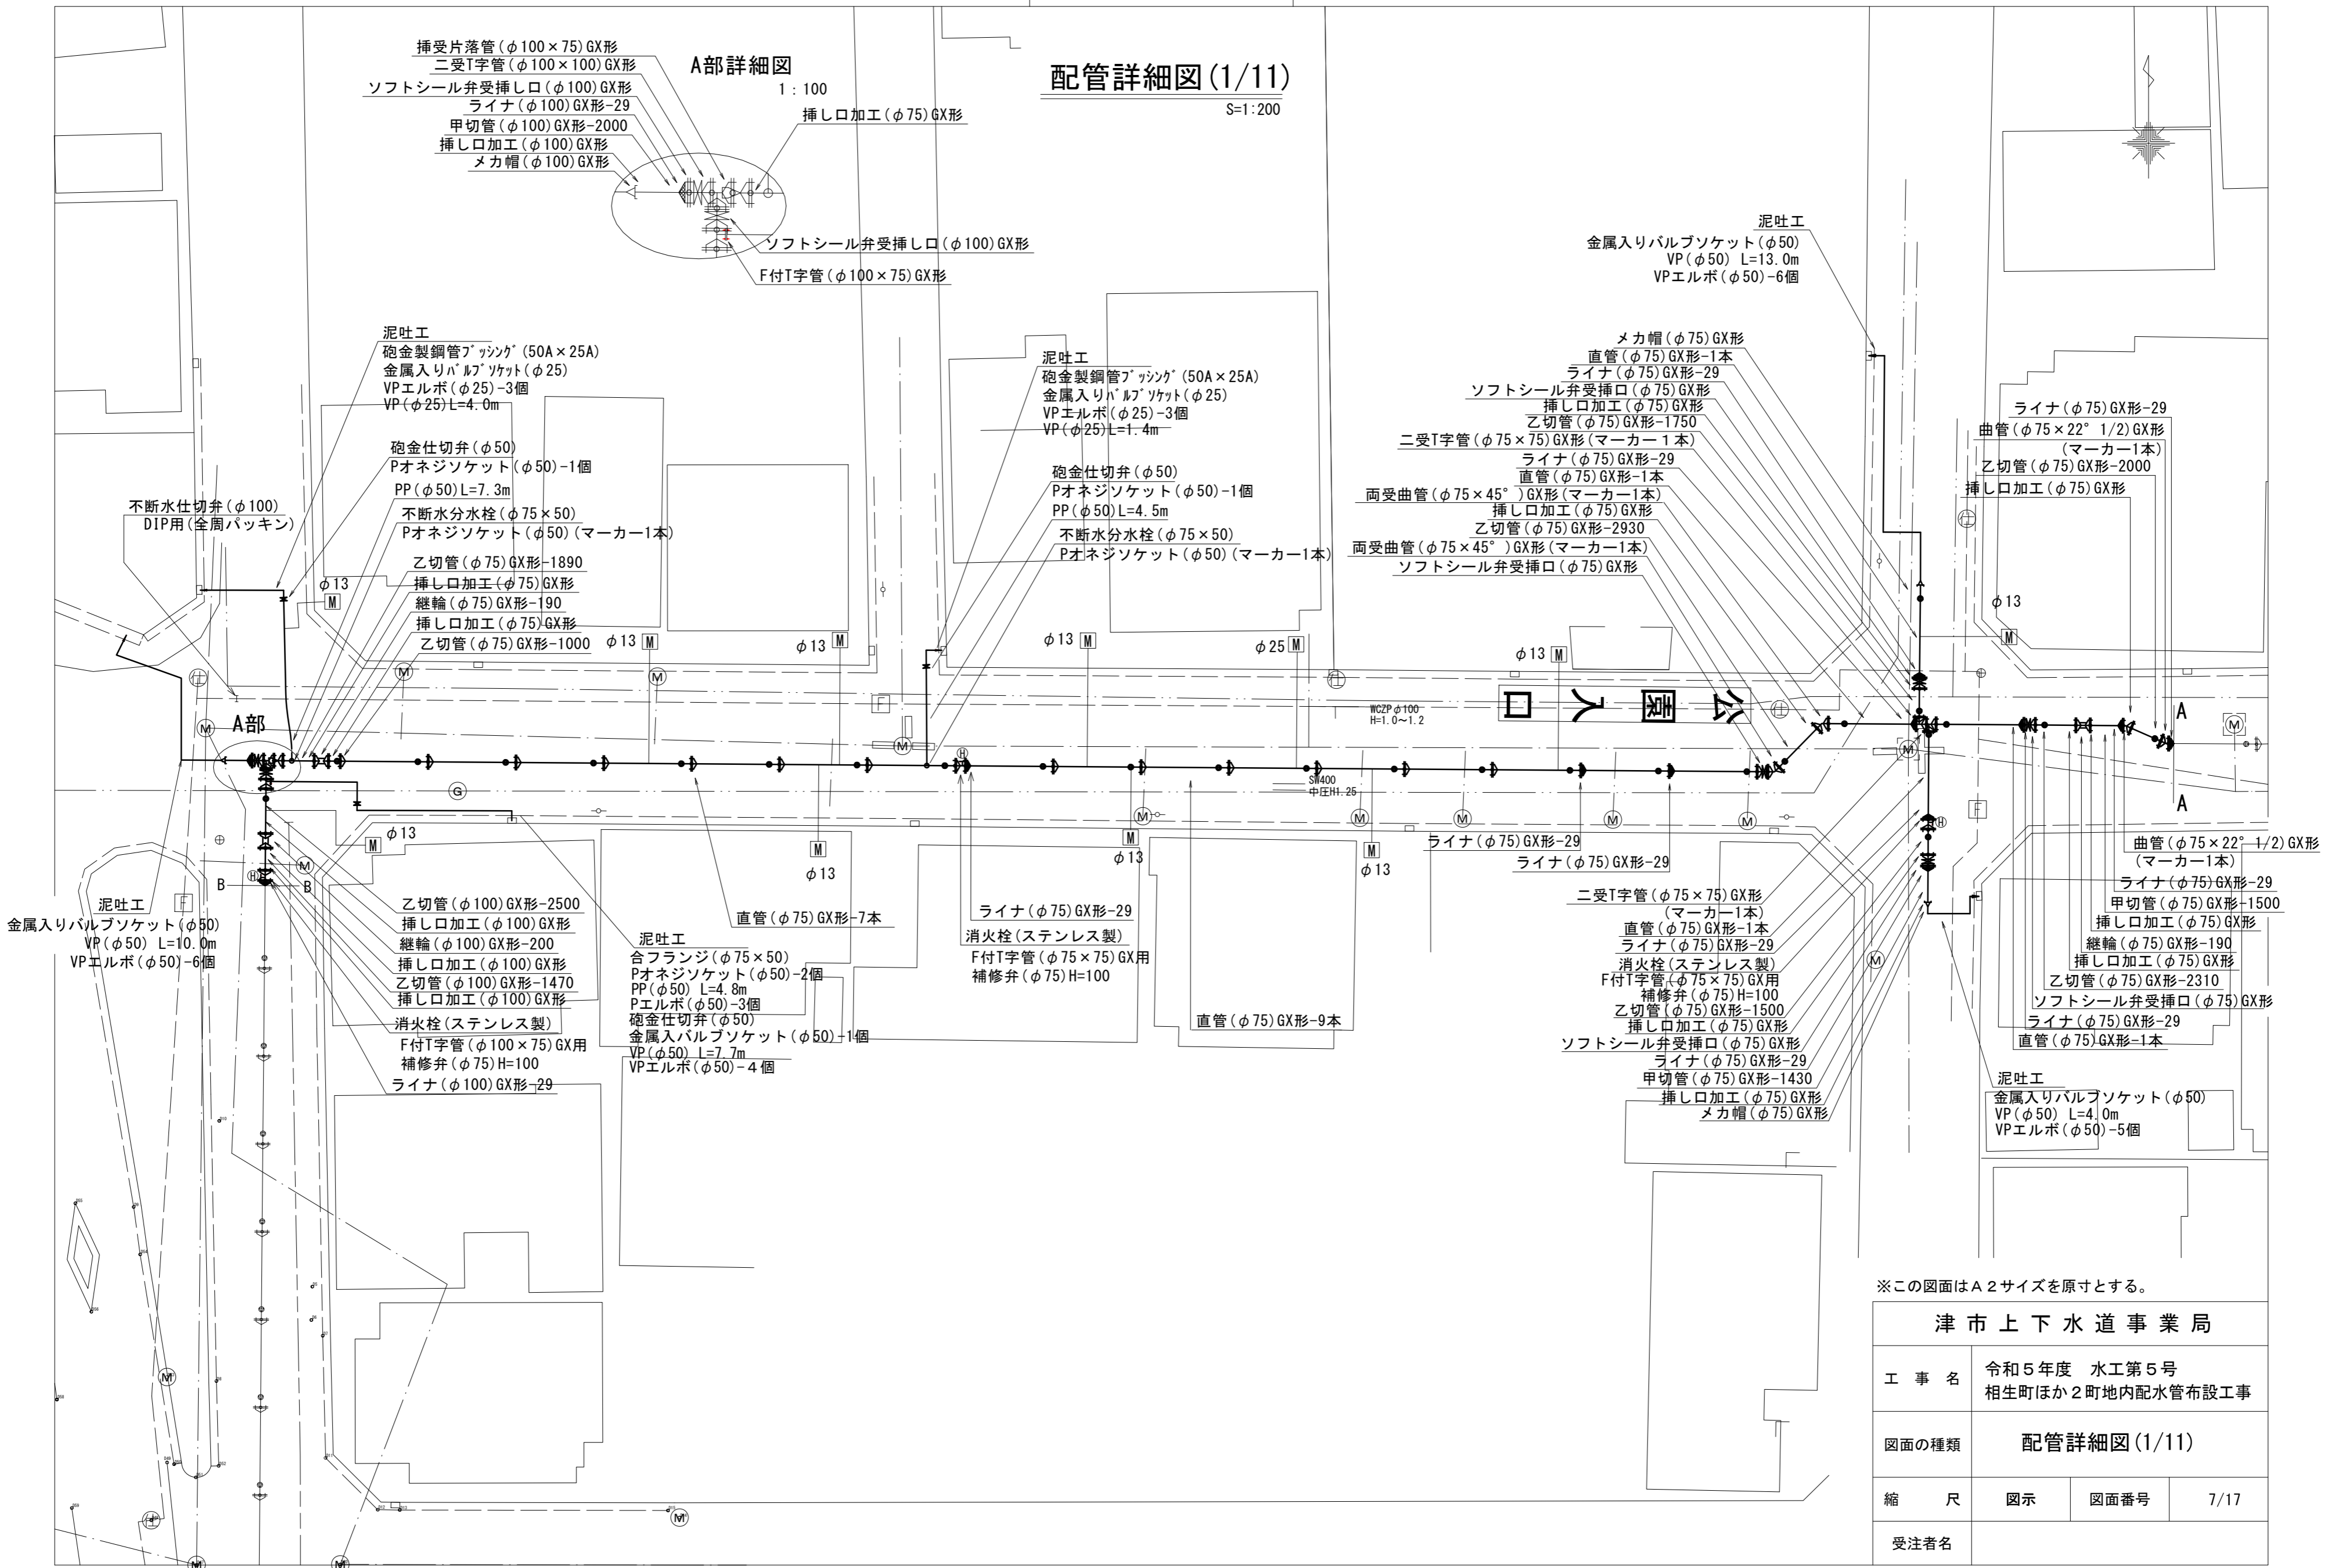 配管詳細図(1/11)
S=1:200
A部詳細図
1：100
挿受片落管(φ100×75)GX形
二受T字管(φ100×100)GX形
ソフトシール弁受挿し口(φ100)GX形
ライナ(φ100)GX形-29
甲切管(φ100)GX形-2000
挿し口加工(φ100)GX形
メカ帽(φ100)GX形
挿し口加工(φ75)GX形
ソフトシール弁受挿し口(φ100)GX形
F付T字管(φ100×75)GX形
泥吐工
砲金製鋼管ブッシング(50A×25A)
金属入りバルブソケット(φ25)
VPエルボ(φ25)-3個
VP(φ25)L=4.0m
砲金仕切弁(φ50)
Pオネジソケット(φ50)-1個
PP(φ50)L=7.3m
不断水分水栓(φ75×50)
Pオネジソケット(φ50)(マーカー1本)
乙切管(φ75)GX形-1890
挿し口加工(φ75)GX形
継輪(φ75)GX形-190
挿し口加工(φ75)GX形
乙切管(φ75)GX形-1000
不断水仕切弁(φ100)
DIP用(全周パッキン)
φ13
M
A部
泥吐工
砲金製鋼管ブッシング(50A×25A)
金属入りバルブソケット(φ25)
VPエルボ(φ25)-3個
VP(φ25)L=1.4m
砲金仕切弁(φ50)
Pオネジソケット(φ50)-1個
PP(φ50)L=4.5m
不断水分水栓(φ75×50)
Pオネジソケット(φ50)(マーカー1本)
φ13 M
φ13 M
φ13 M
φ25 M
φ13 M
泥吐工
金属入りバルブソケット(φ50)
VP(φ50) L=13.0m
VPエルボ(φ50)-6個
メカ帽(φ75)GX形
直管(φ75)GX形-1本
ライナ(φ75)GX形-29
ソフトシール弁受挿口(φ75)GX形
挿し口加工(φ75)GX形
乙切管(φ75)GX形-1750
二受T字管(φ75×75)GX形(マーカー１本)
ライナ(φ75)GX形-29
直管(φ75)GX形-1本
両受曲管(φ75×45°)GX形(マーカー1本)
挿し口加工(φ75)GX形
乙切管(φ75)GX形-2930
両受曲管(φ75×45°)GX形(マーカー1本)
ソフトシール弁受挿口(φ75)GX形
ライナ(φ75)GX形-29
曲管(φ75×22°1/2)GX形
(マーカー1本)
乙切管(φ75)GX形-2000
挿し口加工(φ75)GX形
φ13
M
公園入口
WCZPφ100
H=1.0～1.2
SW400
中圧H1.25
A
A
G
F
H
B
B
φ13
M
M
φ13
M
φ13
M
φ13
泥吐工
金属入りバルブソケット(φ50)
VP(φ50) L=10.0m
VPエルボ(φ50)-6個
乙切管(φ100)GX形-2500
挿し口加工(φ100)GX形
継輪(φ100)GX形-200
挿し口加工(φ100)GX形
乙切管(φ100)GX形-1470
挿し口加工(φ100)GX形
消火栓(ステンレス製)
F付T字管(φ100×75)GX用
補修弁(φ75)H=100
ライナ(φ100)GX形-29
泥吐工
合フランジ(φ75×50)
Pオネジソケット(φ50)-2個
PP(φ50) L=4.8m
Pエルボ(φ50)-3個
砲金仕切弁(φ50)
金属入バルブソケット(φ50)-1個
VP(φ50) L=7.7m
VPエルボ(φ50)-４個
直管(φ75)GX形-7本
ライナ(φ75)GX形-29
消火栓(ステンレス製)
F付T字管(φ75×75)GX用
補修弁(φ75)H=100
直管(φ75)GX形-9本
ライナ(φ75)GX形-29
ライナ(φ75)GX形-29
二受T字管(φ75×75)GX形
(マーカー1本)
直管(φ75)GX形-1本
ライナ(φ75)GX形-29
消火栓(ステンレス製)
F付T字管(φ75×75)GX用
補修弁(φ75)H=100
乙切管(φ75)GX形-1500
挿し口加工(φ75)GX形
ソフトシール弁受挿口(φ75)GX形
ライナ(φ75)GX形-29
甲切管(φ75)GX形-1430
挿し口加工(φ75)GX形
メカ帽(φ75)GX形
曲管(φ75×22°1/2)GX形
(マーカー1本)
ライナ(φ75)GX形-29
甲切管(φ75)GX形-1500
挿し口加工(φ75)GX形
継輪(φ75)GX形-190
挿し口加工(φ75)GX形
乙切管(φ75)GX形-2310
ソフトシール弁受挿口(φ75)GX形
ライナ(φ75)GX形-29
直管(φ75)GX形-1本
泥吐工
金属入りバルブソケット(φ50)
VP(φ50) L=4.0m
VPエルボ(φ50)-5個
※この図面はＡ２サイズを原寸とする。
津市上下水道事業局
工事名
令和５年度　水工第５号
相生町ほか２町地内配水管布設工事
図面の種類
配管詳細図(1/11)
縮尺 図示 図面番号 7/17
受注者名